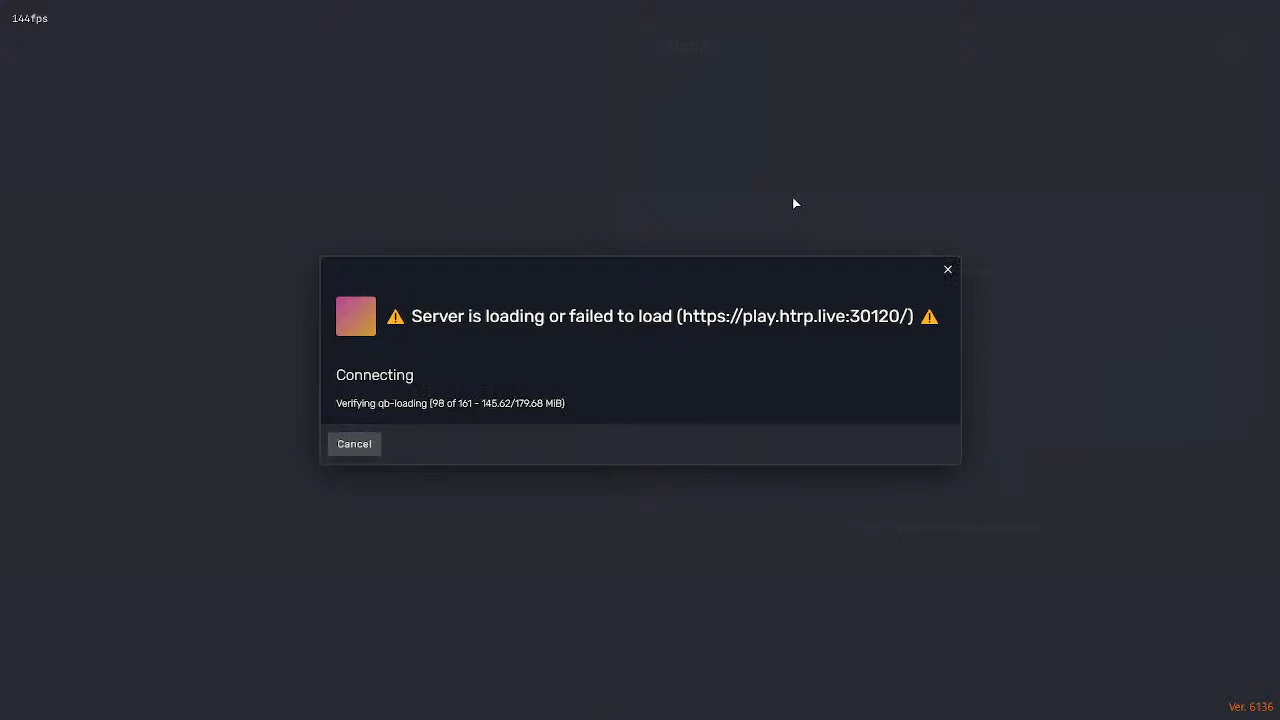 144fps
⚠ Server is loading or failed to load (https://play.htrp.live:30120/) ⚠
Connecting
Verifying qb-loading (98 of 161 - 145.62/179.68 MiB)
Cancel
Ver. 6136